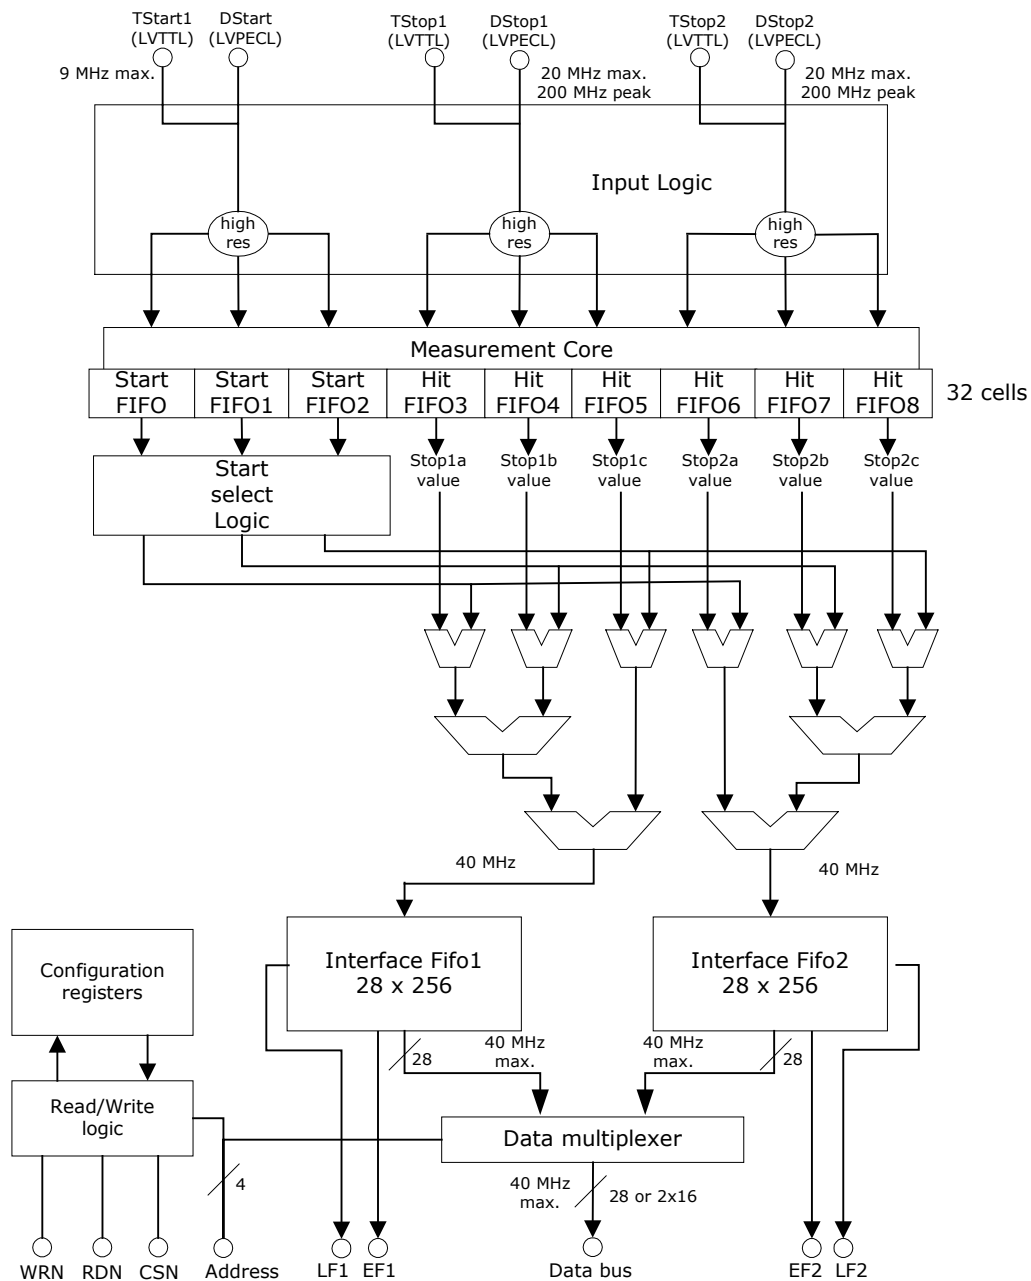 TStart1 DStart TStop1 DStop1 TStop2 DStop2
(LVTTL) (LVPECL) (LVTTL) (LVPECL) (LVTTL) (LVPECL)
9 MHz max. 20 MHz max. 20 MHz max.
200 MHz peak 200 MHz peak
Input Logic
high high high
res res res
Measurement Core
Start Start Start Hit Hit Hit Hit Hit Hit
FIFO FIFO1 FIFO2 FIFO3 FIFO4 FIFO5 FIFO6 FIFO7 FIFO8
32 cells
Stop1a Stop1b Stop1c Stop2a Stop2b Stop2c
value value value value value value
Start
select
Logic
40 MHz 40 MHz
Interface Fifo1 Interface Fifo2
28 x 256 28 x 256
Configuration
registers
28 40 MHz 40 MHz 28
max. max.
Read/Write
logic
Data multiplexer
4 40 MHz 28 or 2x16
max.
WRN RDN CSN Address LF1 EF1 Data bus EF2 LF2